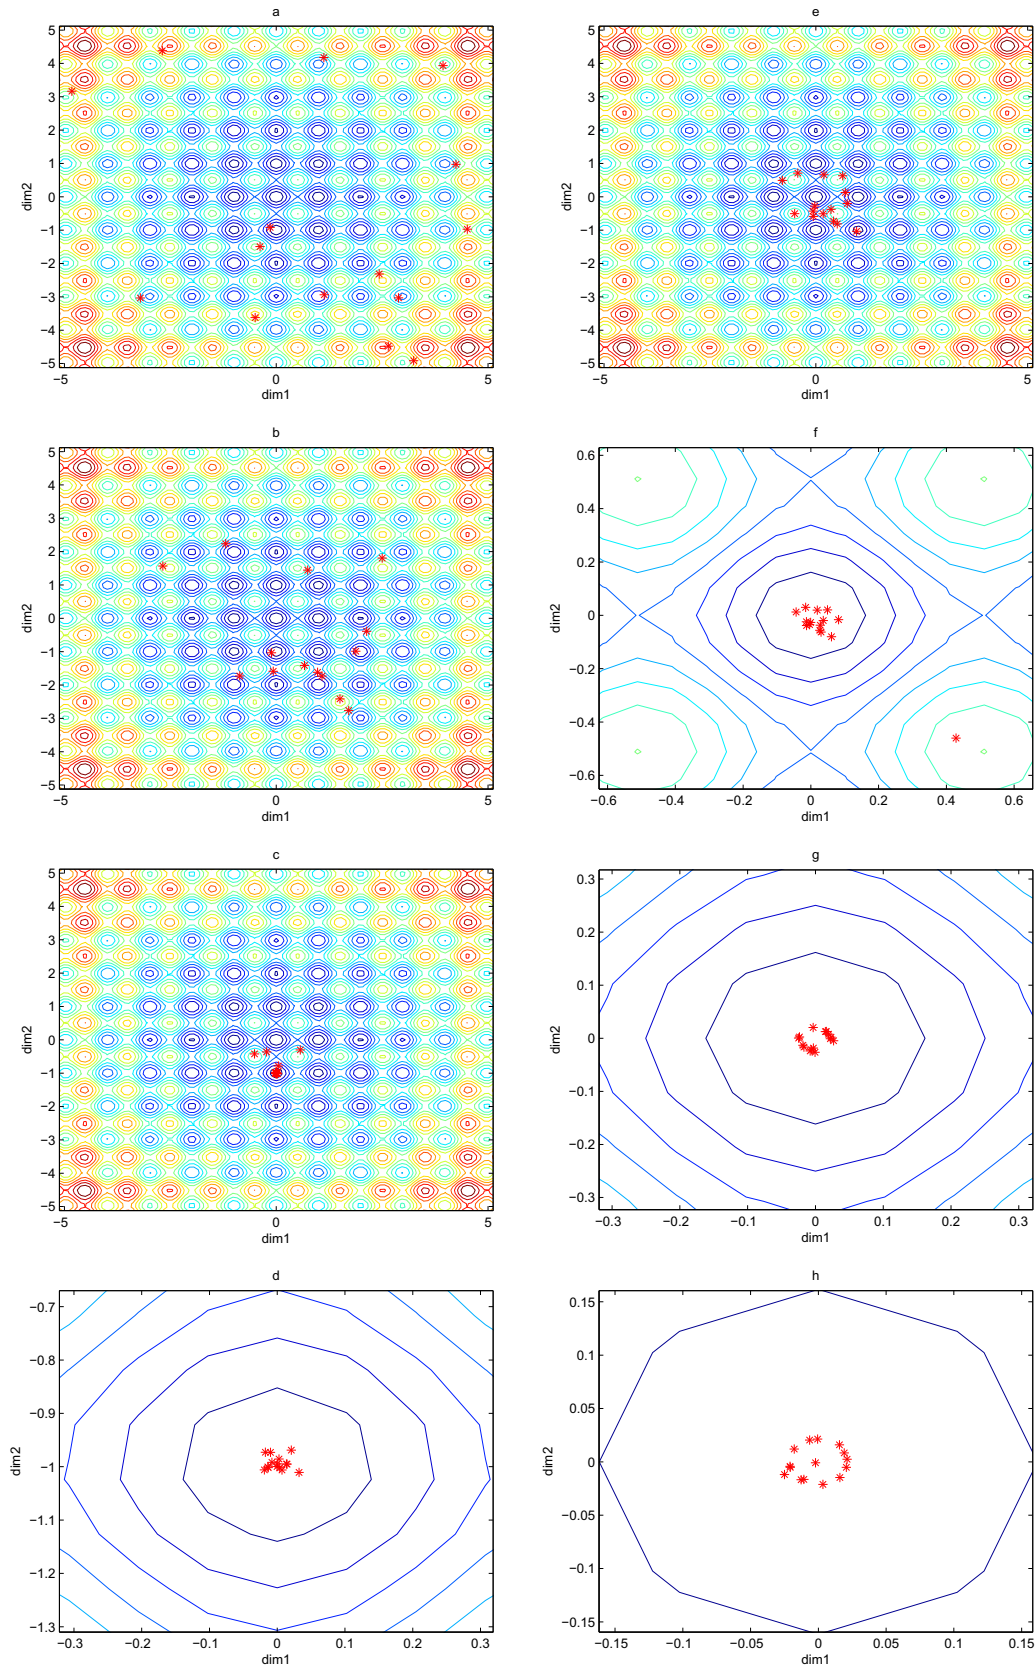 a
5
4
3
2
1
0
−1
−2
−3
−4
−5
dim2
−5 0 5
dim1
b
5
4
3
2
1
0
−1
−2
−3
−4
−5
dim2
−5 0 5
dim1
c
5
4
3
2
1
0
−1
−2
−3
−4
−5
dim2
−5 0 5
dim1
d
−0.7
−0.8
−0.9
−1
−1.1
−1.2
−1.3
dim2
−0.3 −0.2 −0.1 0 0.1 0.2 0.3
dim1
e
5
4
3
2
1
0
−1
−2
−3
−4
−5
dim2
−5 0 5
dim1
f
0.6
0.4
0.2
0
−0.2
−0.4
−0.6
dim2
−0.6 −0.4 −0.2 0 0.2 0.4 0.6
dim1
g
0.3
0.2
0.1
0
−0.1
−0.2
−0.3
dim2
−0.3 −0.2 −0.1 0 0.1 0.2 0.3
dim1
h
0.15
0.1
0.05
0
−0.05
−0.1
−0.15
dim2
−0.15 −0.1 −0.05 0 0.05 0.1 0.15
dim1